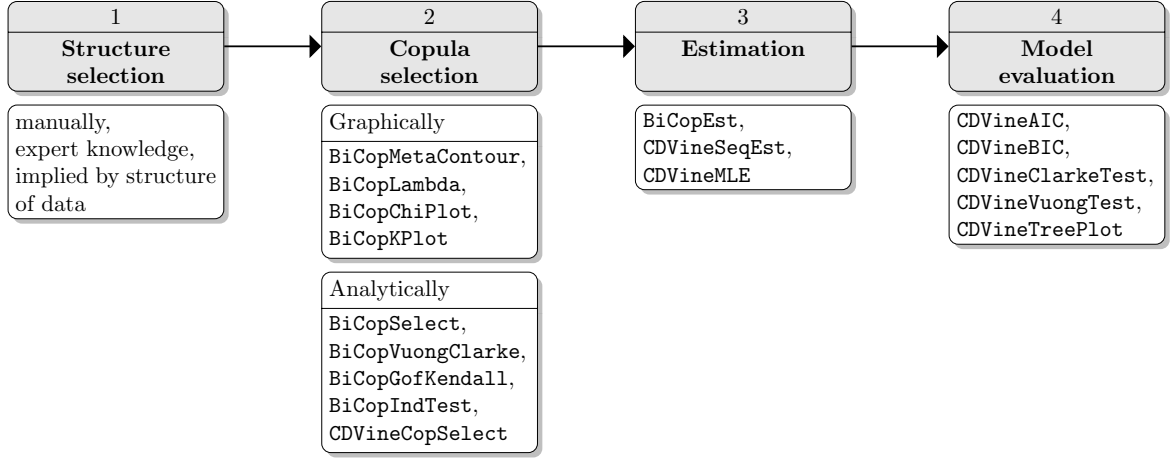 1
Structure
selection
manually,
expert knowledge,
implied by structure
of data
2
Copula
selection
Graphically
BiCopMetaContour,
BiCopLambda,
BiCopChiPlot,
BiCopKPlot
Analytically
BiCopSelect,
BiCopVuongClarke,
BiCopGofKendall,
BiCopIndTest,
CDVineCopSelect
3
Estimation
BiCopEst,
CDVineSeqEst,
CDVineMLE
4
Model
evaluation
CDVineAIC,
CDVineBIC,
CDVineClarkeTest,
CDVineVuongTest,
CDVineTreePlot